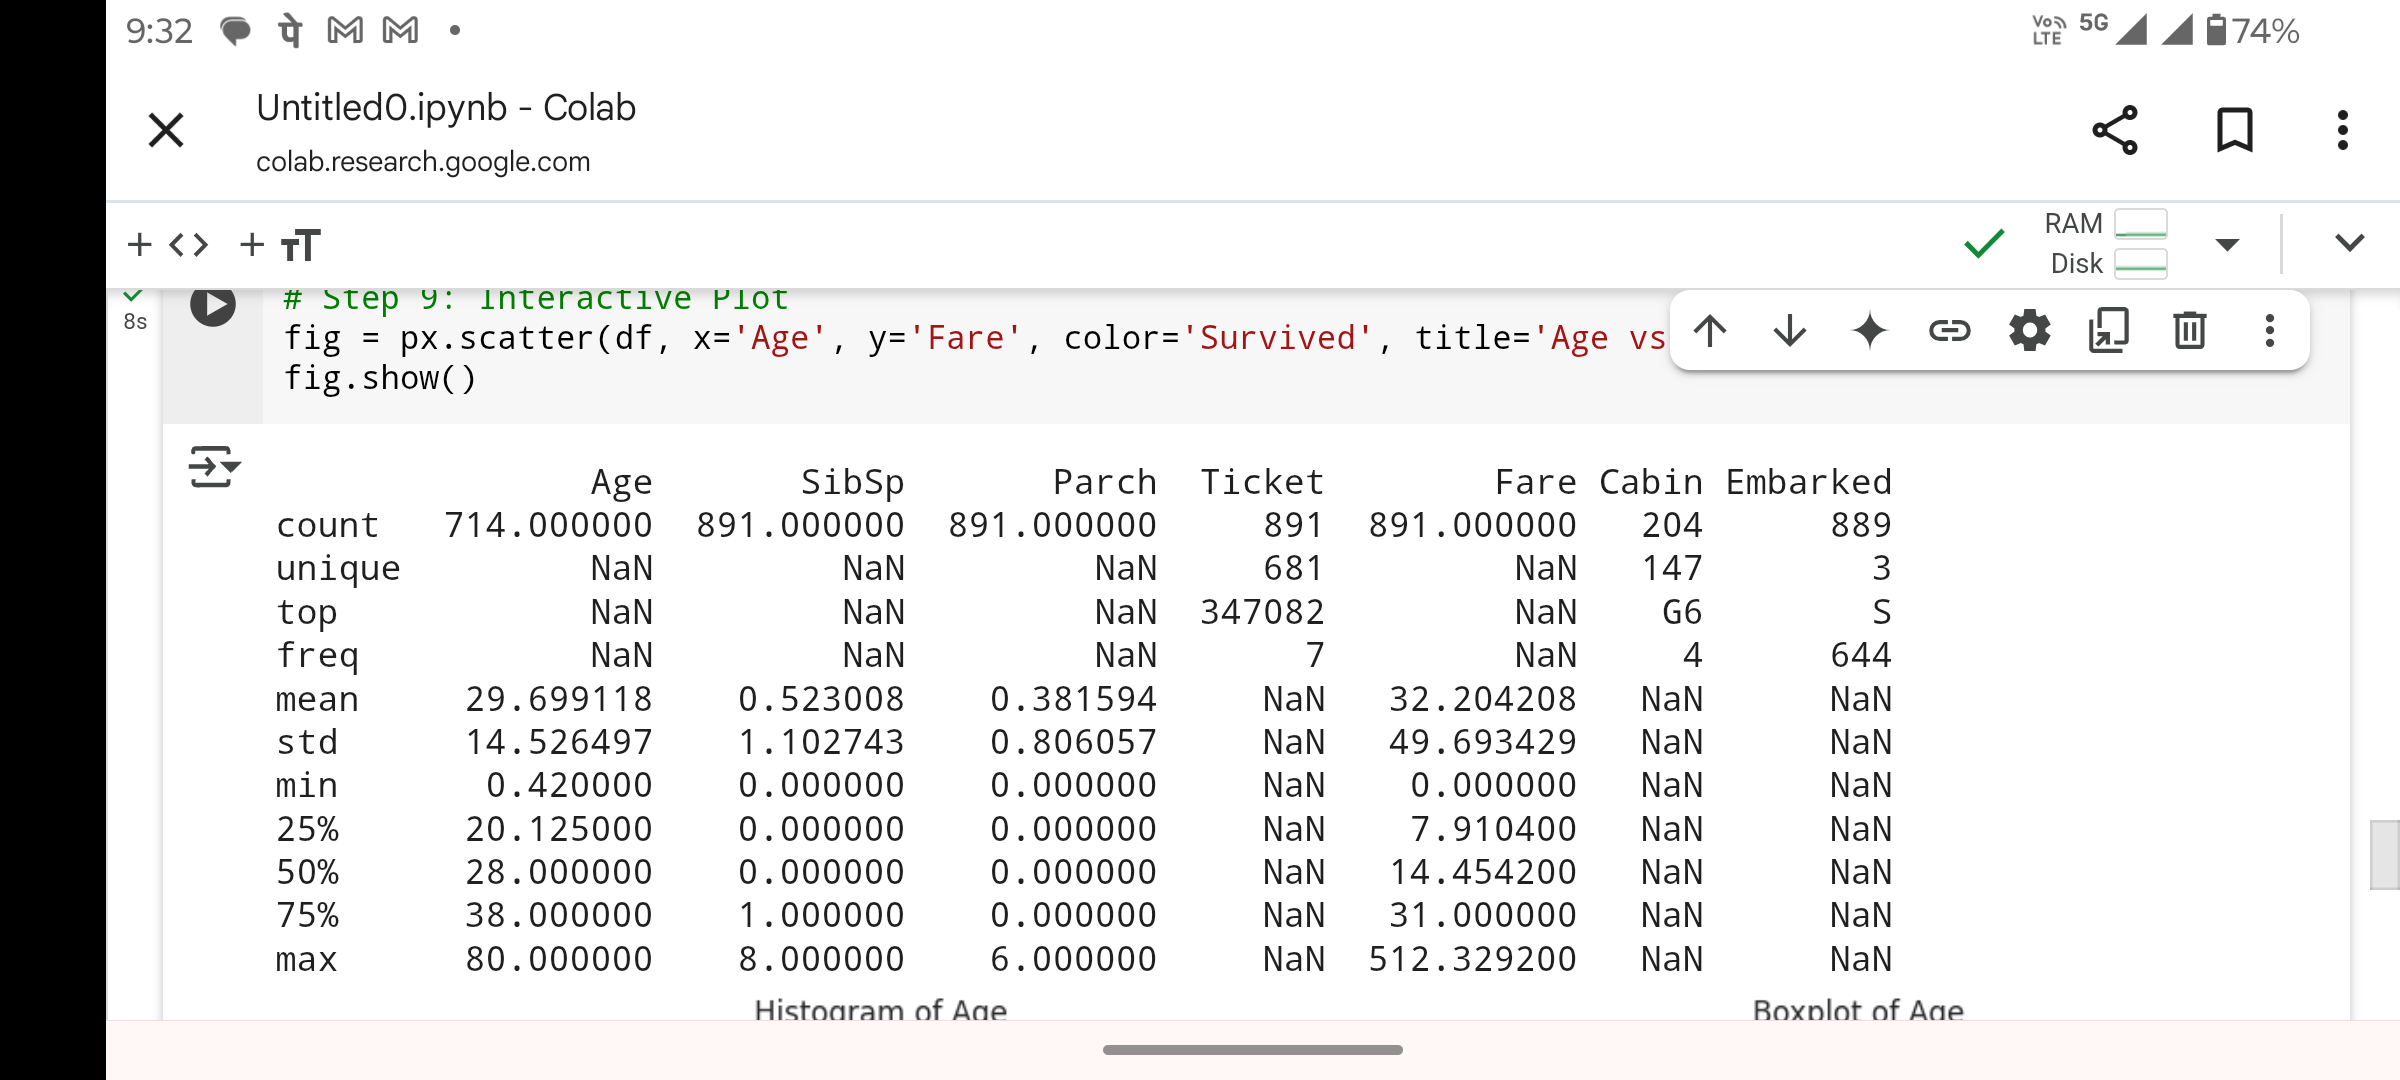 9:32 पे VoLTE 5G 74%
Untitled0.ipynb - Colab
colab.research.google.com
RAM
Disk
8s
# Step 9: Interactive Plot
fig = px.scatter(df, x='Age', y='Fare', color='Survived', title='Age vs
fig.show()
Age SibSp Parch Ticket Fare Cabin Embarked
count 714.000000 891.000000 891.000000 891 891.000000 204 889
unique NaN NaN NaN 681 NaN 147 3
top NaN NaN NaN 347082 NaN G6 S
freq NaN NaN NaN 7 NaN 4 644
mean 29.699118 0.523008 0.381594 NaN 32.204208 NaN NaN
std 14.526497 1.102743 0.806057 NaN 49.693429 NaN NaN
min 0.420000 0.000000 0.000000 NaN 0.000000 NaN NaN
25% 20.125000 0.000000 0.000000 NaN 7.910400 NaN NaN
50% 28.000000 0.000000 0.000000 NaN 14.454200 NaN NaN
75% 38.000000 1.000000 0.000000 NaN 31.000000 NaN NaN
max 80.000000 8.000000 6.000000 NaN 512.329200 NaN NaN
Histogram of Age Boxplot of Age